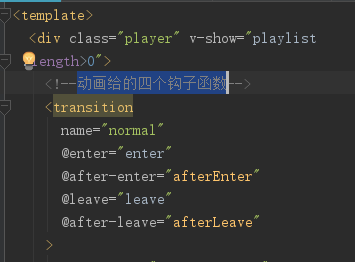 <template>
<div class="player" v-show="playlist
length>0">
<!--动画给的四个钩子函数-->
<transition
name="normal"
@enter="enter"
@after-enter="afterEnter"
@leave="leave"
@after-leave="afterLeave"
>